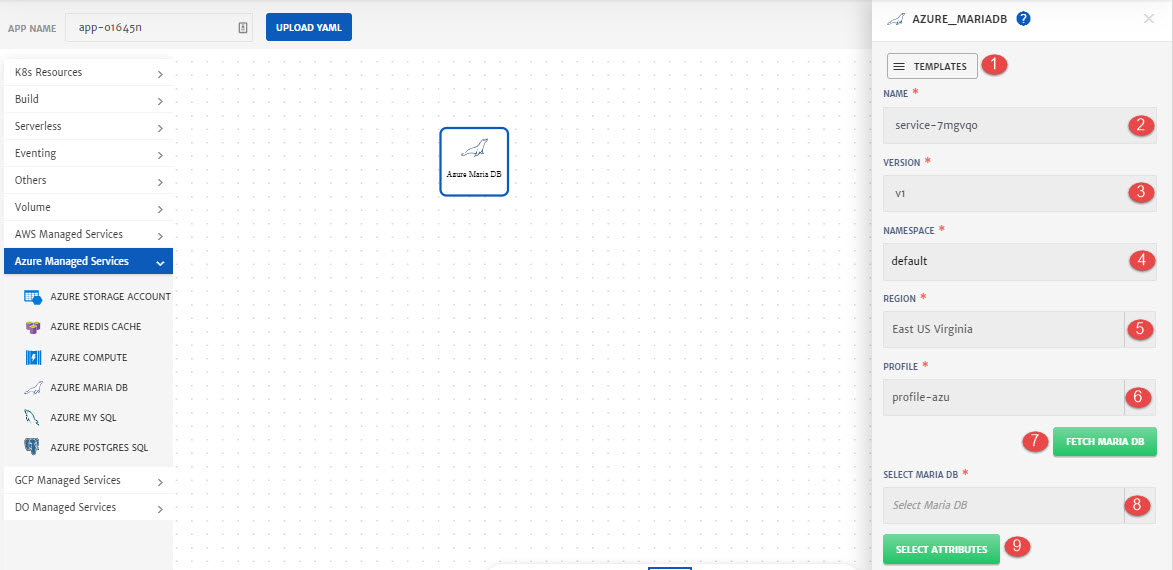 APP NAME
app-o1645n
UPLOAD YAML
K8s Resources
Build
Serverless
Eventing
Others
Volume
AWS Managed Services
Azure Managed Services
AZURE STORAGE ACCOUNT
AZURE REDIS CACHE
AZURE COMPUTE
AZURE MARIA DB
AZURE MY SQL
AZURE POSTGRES SQL
GCP Managed Services
DO Managed Services
Azure Maria DB
AZURE_MARIADB ?
TEMPLATES 1
NAME *
service-7mgvqo 2
VERSION *
v1 3
NAMESPACE *
default 4
REGION *
East US Virginia 5
PROFILE *
profile-azu 6
7 FETCH MARIA DB
SELECT MARIA DB *
Select Maria DB 8
SELECT ATTRIBUTES 9